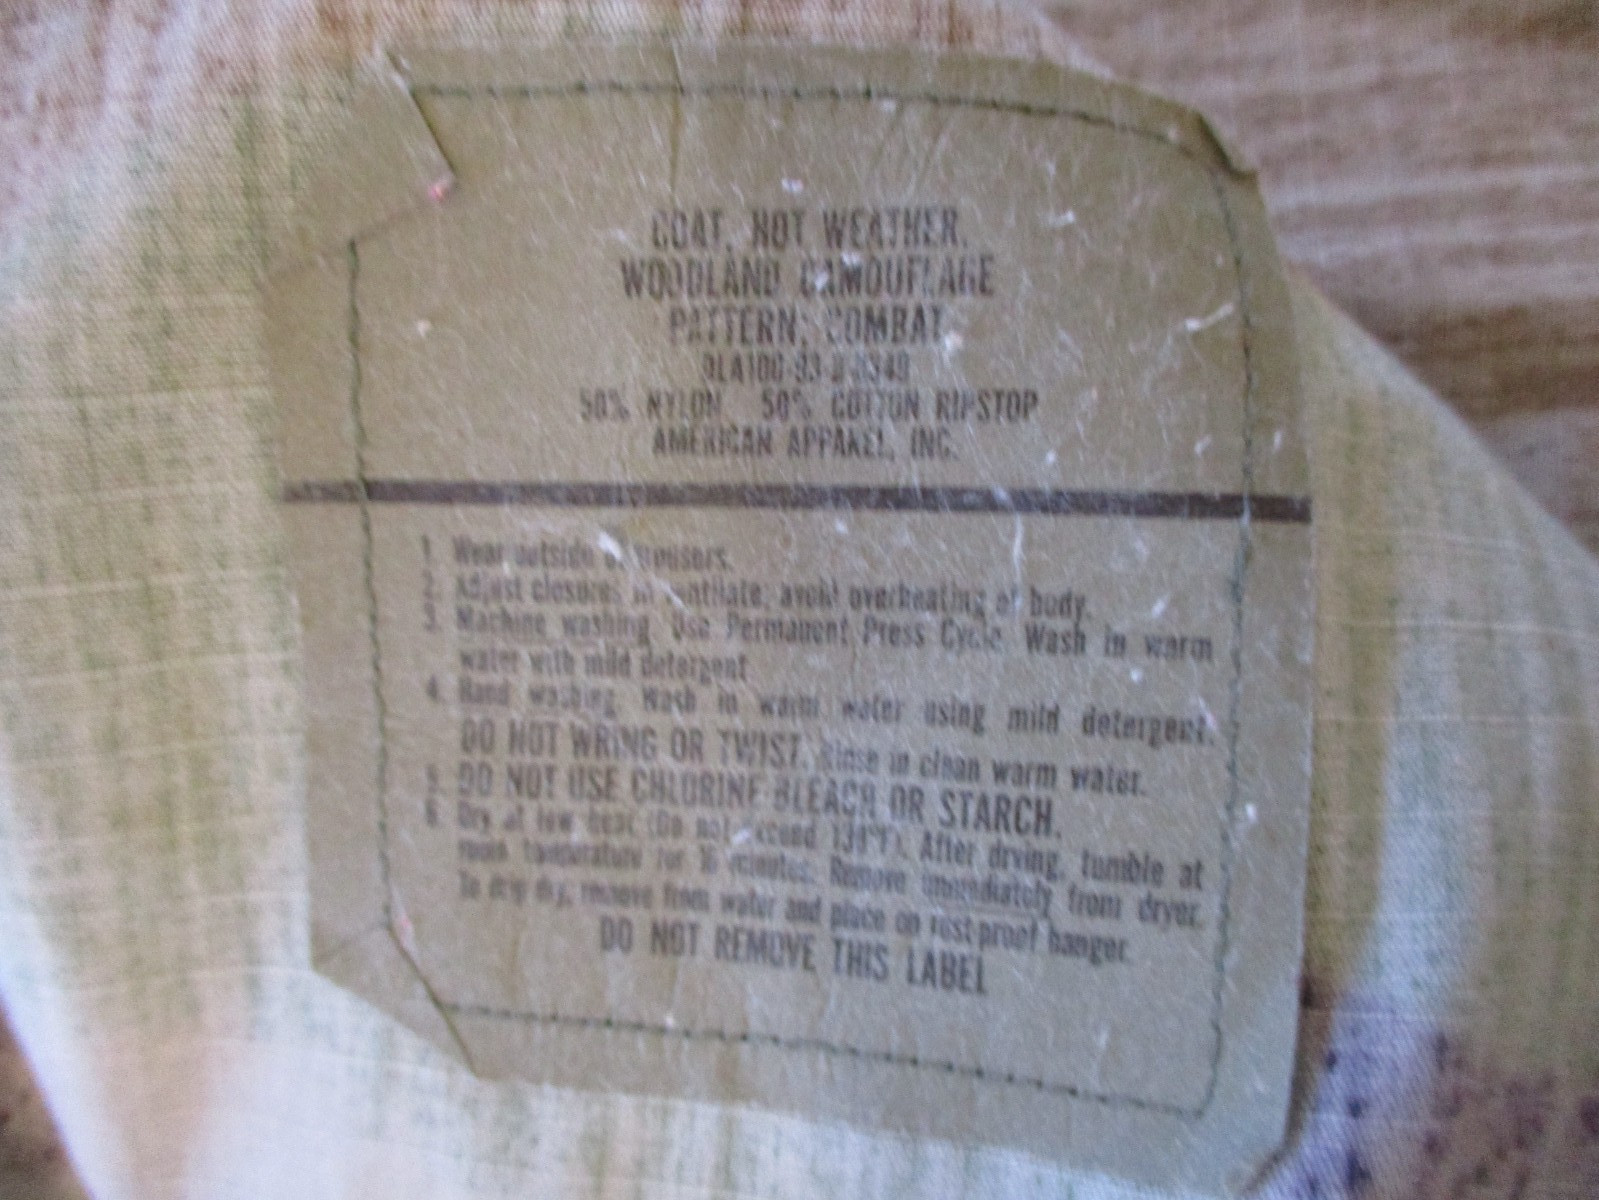 COAT, HOT WEATHER,
WOODLAND CAMOUFLAGE
PATTERN: COMBAT
50% NYLON 50% COTTON RIPSTOP
AMERICAN APPAREL, INC.
1. Wear outside of trousers.
2. Adjust closures to ventilate; avoid overheating of body.
3. Machine washing. Use Permanent Press Cycle. Wash in warm
water with mild detergent
4. Hand washing. Wash in warm water using mild detergent.
DO NOT WRING OR TWIST. Rinse in clean warm water.
5. DO NOT USE CHLORINE BLEACH OR STARCH.
6. Dry at low heat (Do not exceed After drying, tumble at
room temperature for minutes. Remove immediately from dryer.
To drip dry, remove from water and place on rust-proof hanger.
DO NOT REMOVE THIS LABEL